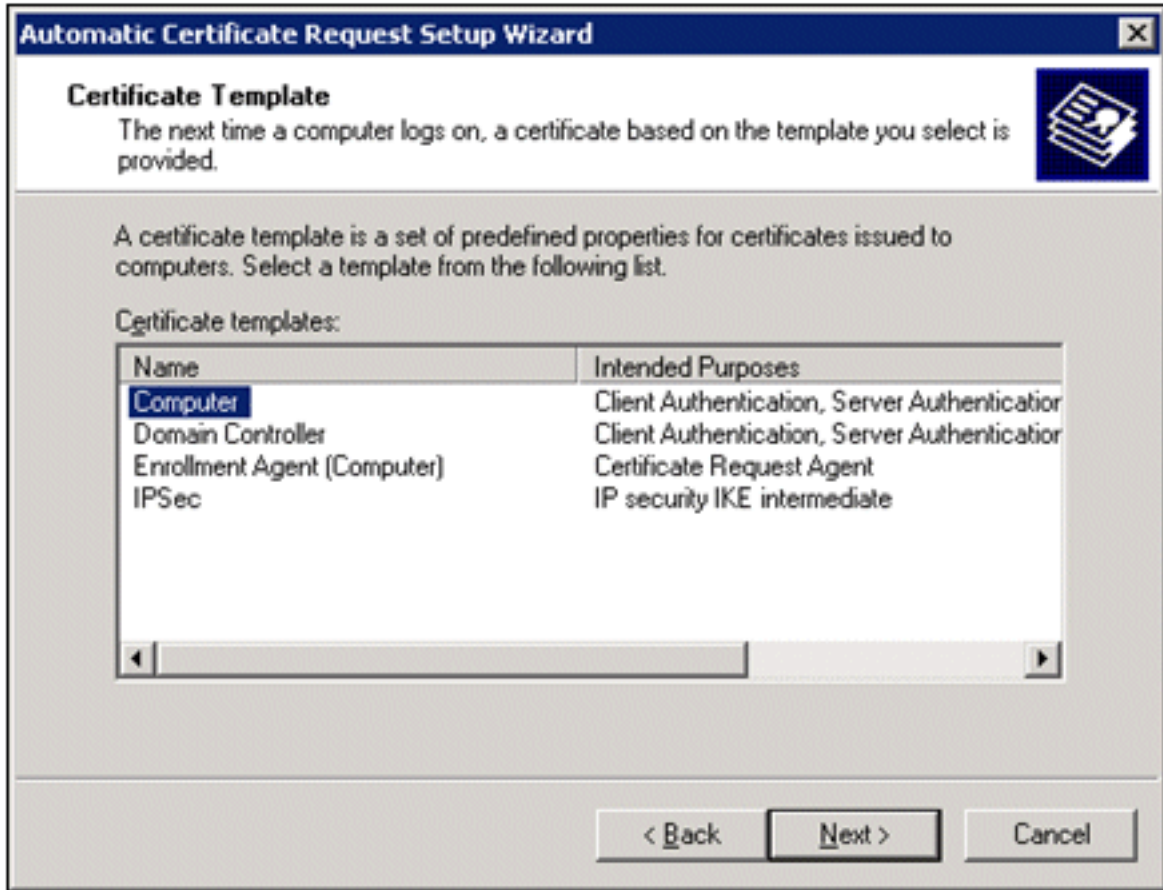 Automatic Certificate Request Setup Wizard
Certificate Template
The next time a computer logs on, a certificate based on the template you select is
provided.
A certificate template is a set of predefined properties for certificates issued to
computers. Select a template from the following list.
Certificate templates:
Name Intended Purposes
Computer Client Authentication, Server Authentication
Domain Controller Client Authentication, Server Authentication
Enrollment Agent (Computer) Certificate Request Agent
IPSec IP security IKE intermediate
< Back Next > Cancel